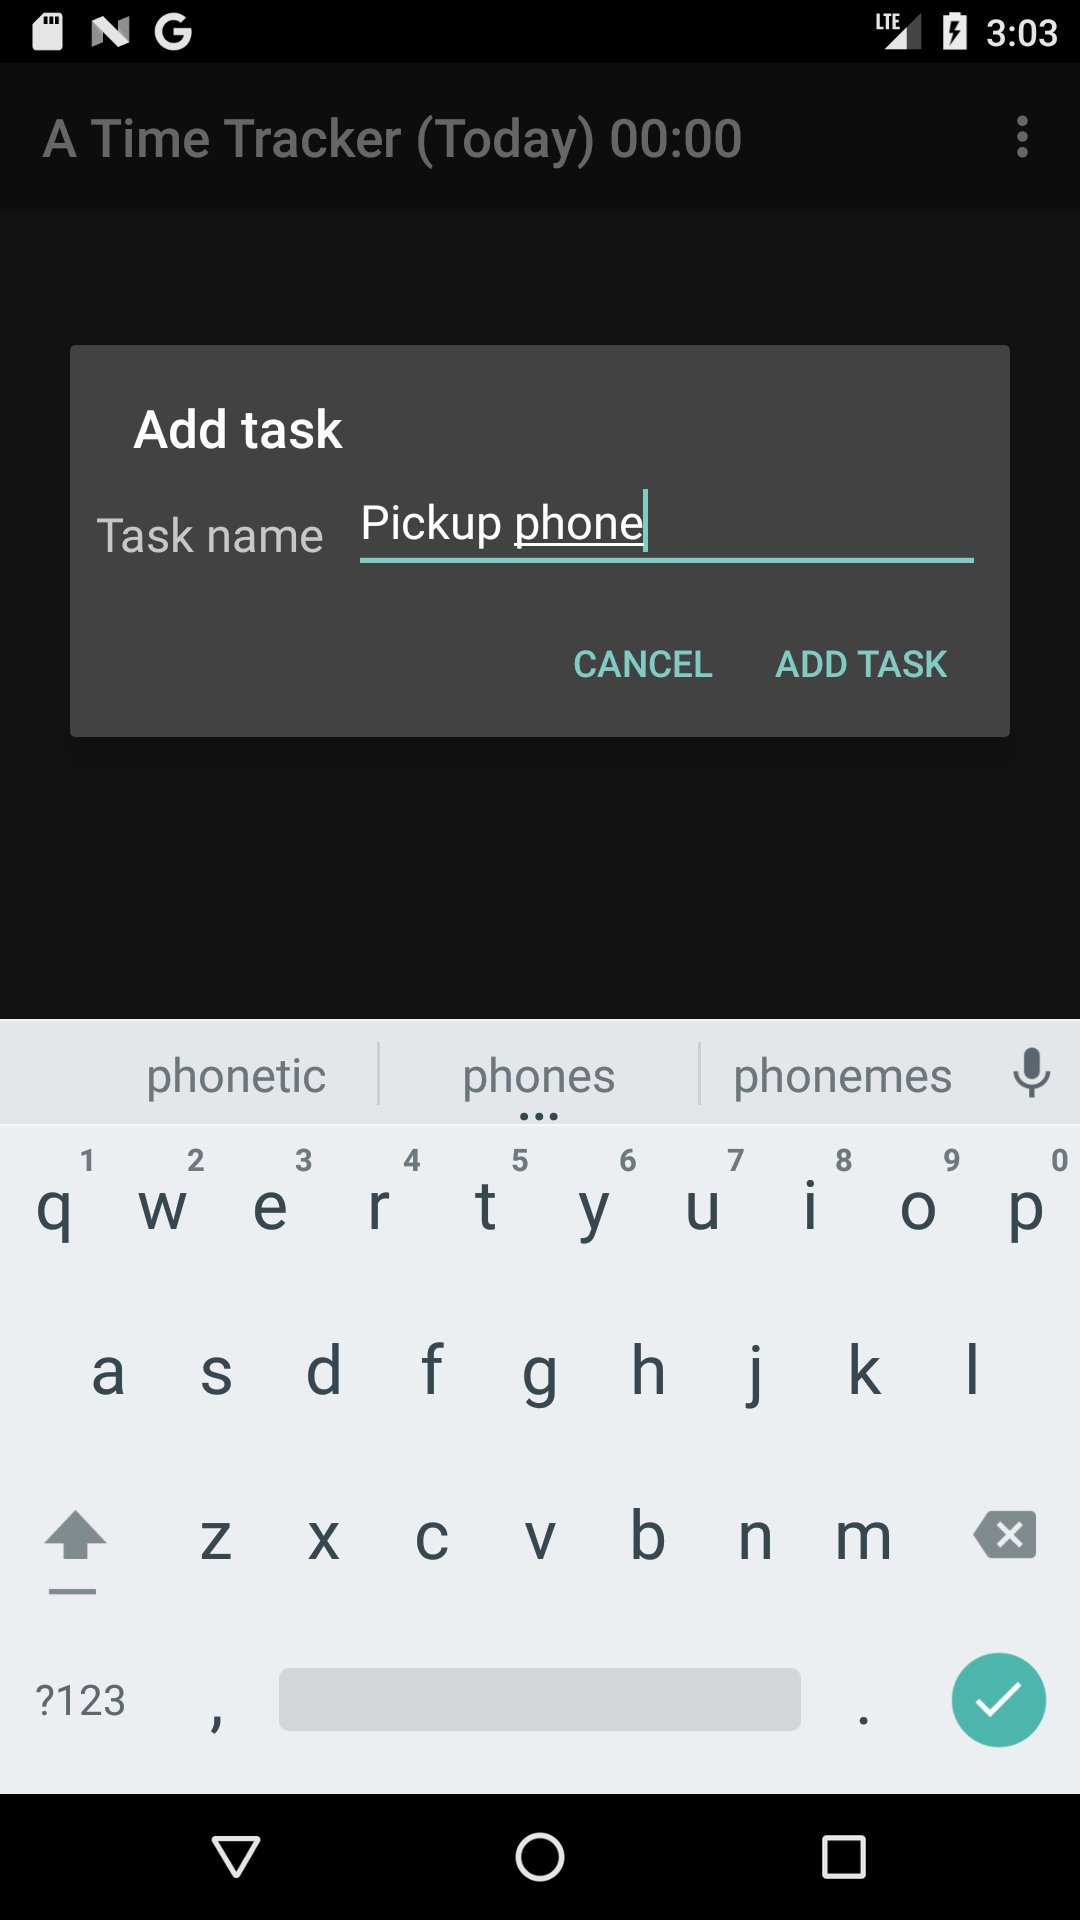 LTE 3:03
A Time Tracker (Today) 00:00
Add task
Task name Pickup phone
CANCEL ADD TASK
phonetic phones phonemes
1 2 3 4 5 6 7 8 9 0
q w e r t y u i o p
a s d f g h j k l
z x c v b n m
?123 , .